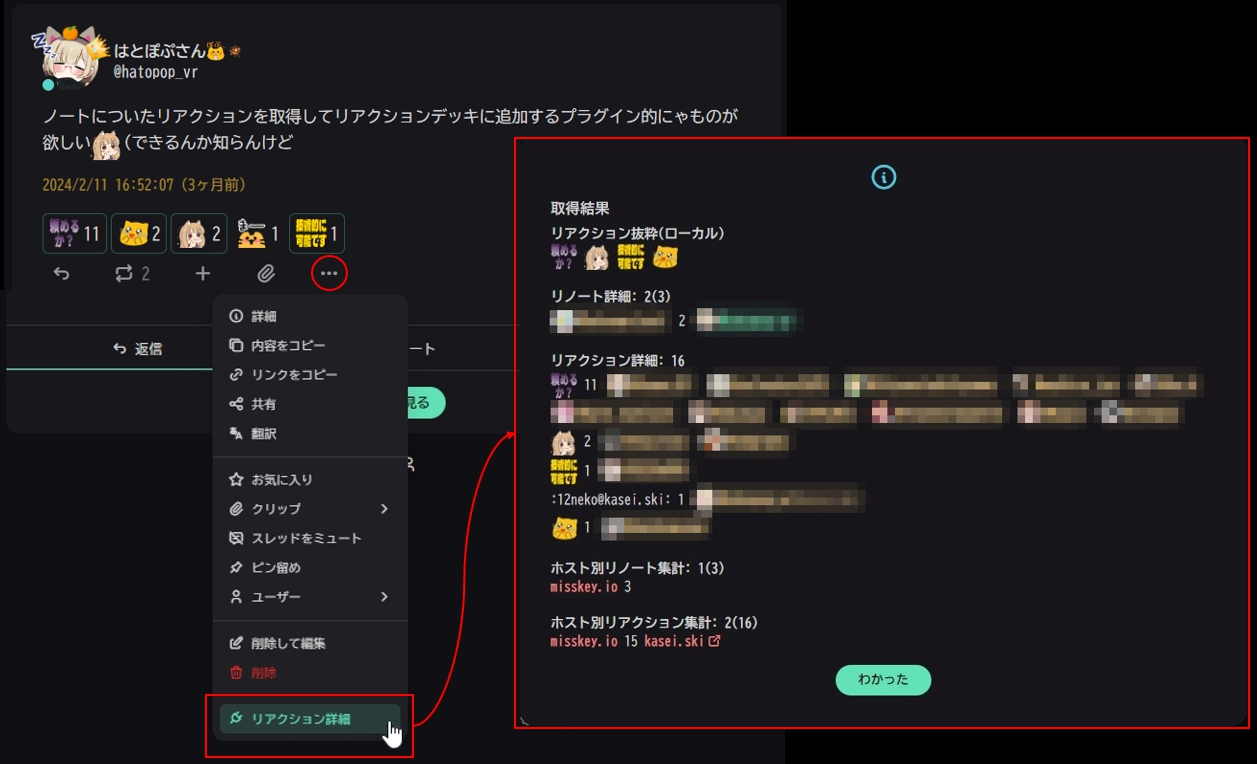 はとぽぷさん
@hatopop_vr
ノートについたリアクションを取得してリアクションデッキに追加するプラグイン的にゃものが
欲しい(できるんか知らんけど
2024/2/11 16:52:07 (3ヶ月前)
頼めるか? 11 2 2 1 技術的に可能です 1
2
返信
ート
見る
詳細
内容をコピー
リンクをコピー
共有
翻訳
お気に入り
クリップ
スレッドをミュート
ピン留め
ユーザー
削除して編集
削除
リアクション詳細
取得結果
リアクション抜粋(ローカル)
頼めるか? 技術的に可能です
リノート詳細: 2(3)
2
リアクション詳細: 16
頼めるか? 11
2
技術的に可能です 1
:12neko@kasei.ski: 1
1
ホスト別リノート集計: 1(3)
misskey.io 3
ホスト別リアクション集計: 2(16)
misskey.io 15 kasei.ski
わかった